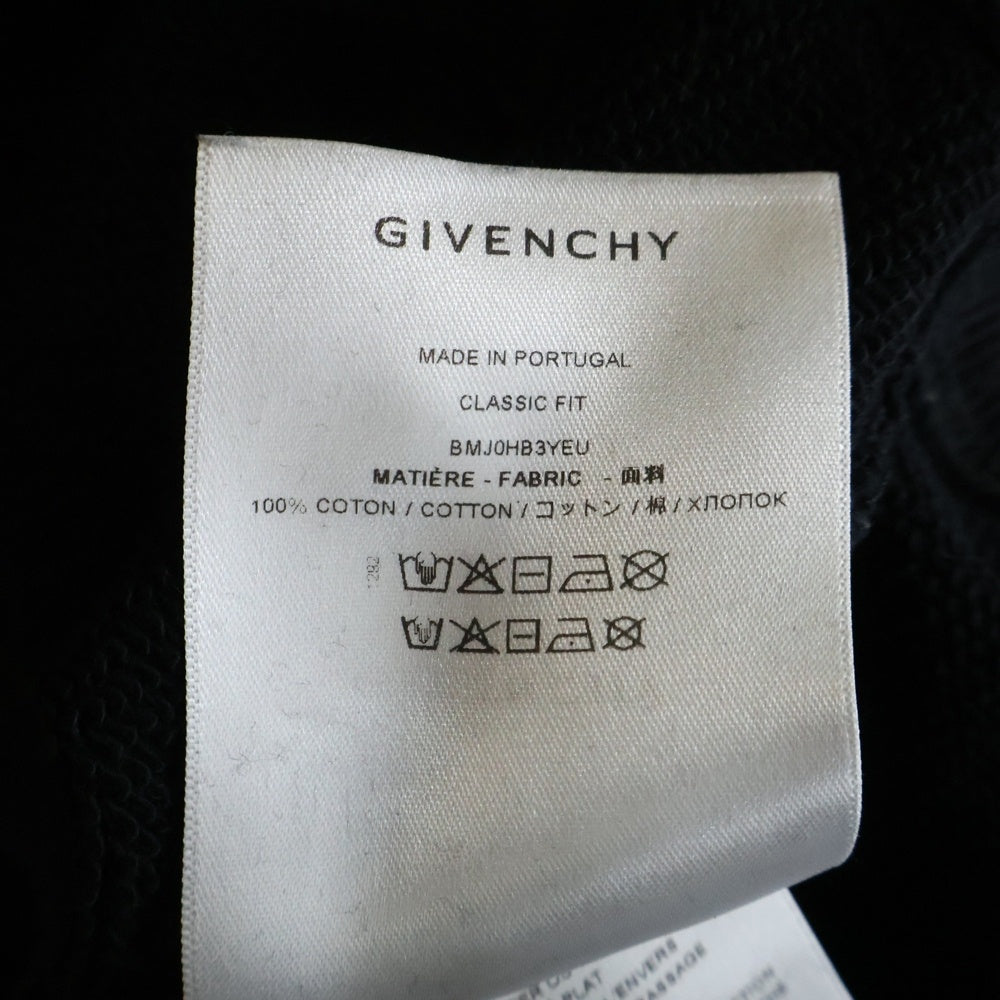 GIVENCHY
MADE IN PORTUGAL
CLASSIC FIT
BMJ0HB3YEU
MATIÈRE - FABRIC - 面料
100% COTON / COTTON / コットン / 棉 / ХЛОПОК
1282
ENVERS